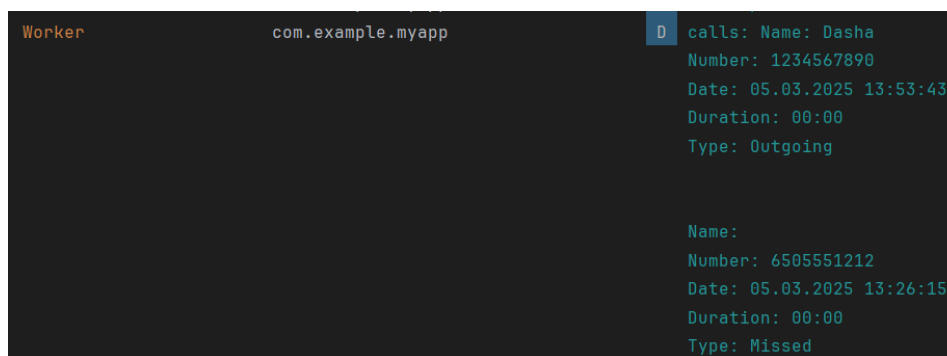 Worker com.example.myapp D calls: Name: Dasha
Number: 1234567890
Date: 05.03.2025 13:53:43
Duration: 00:00
Type: Outgoing
Name:
Number: 6505551212
Date: 05.03.2025 13:26:15
Duration: 00:00
Type: Missed